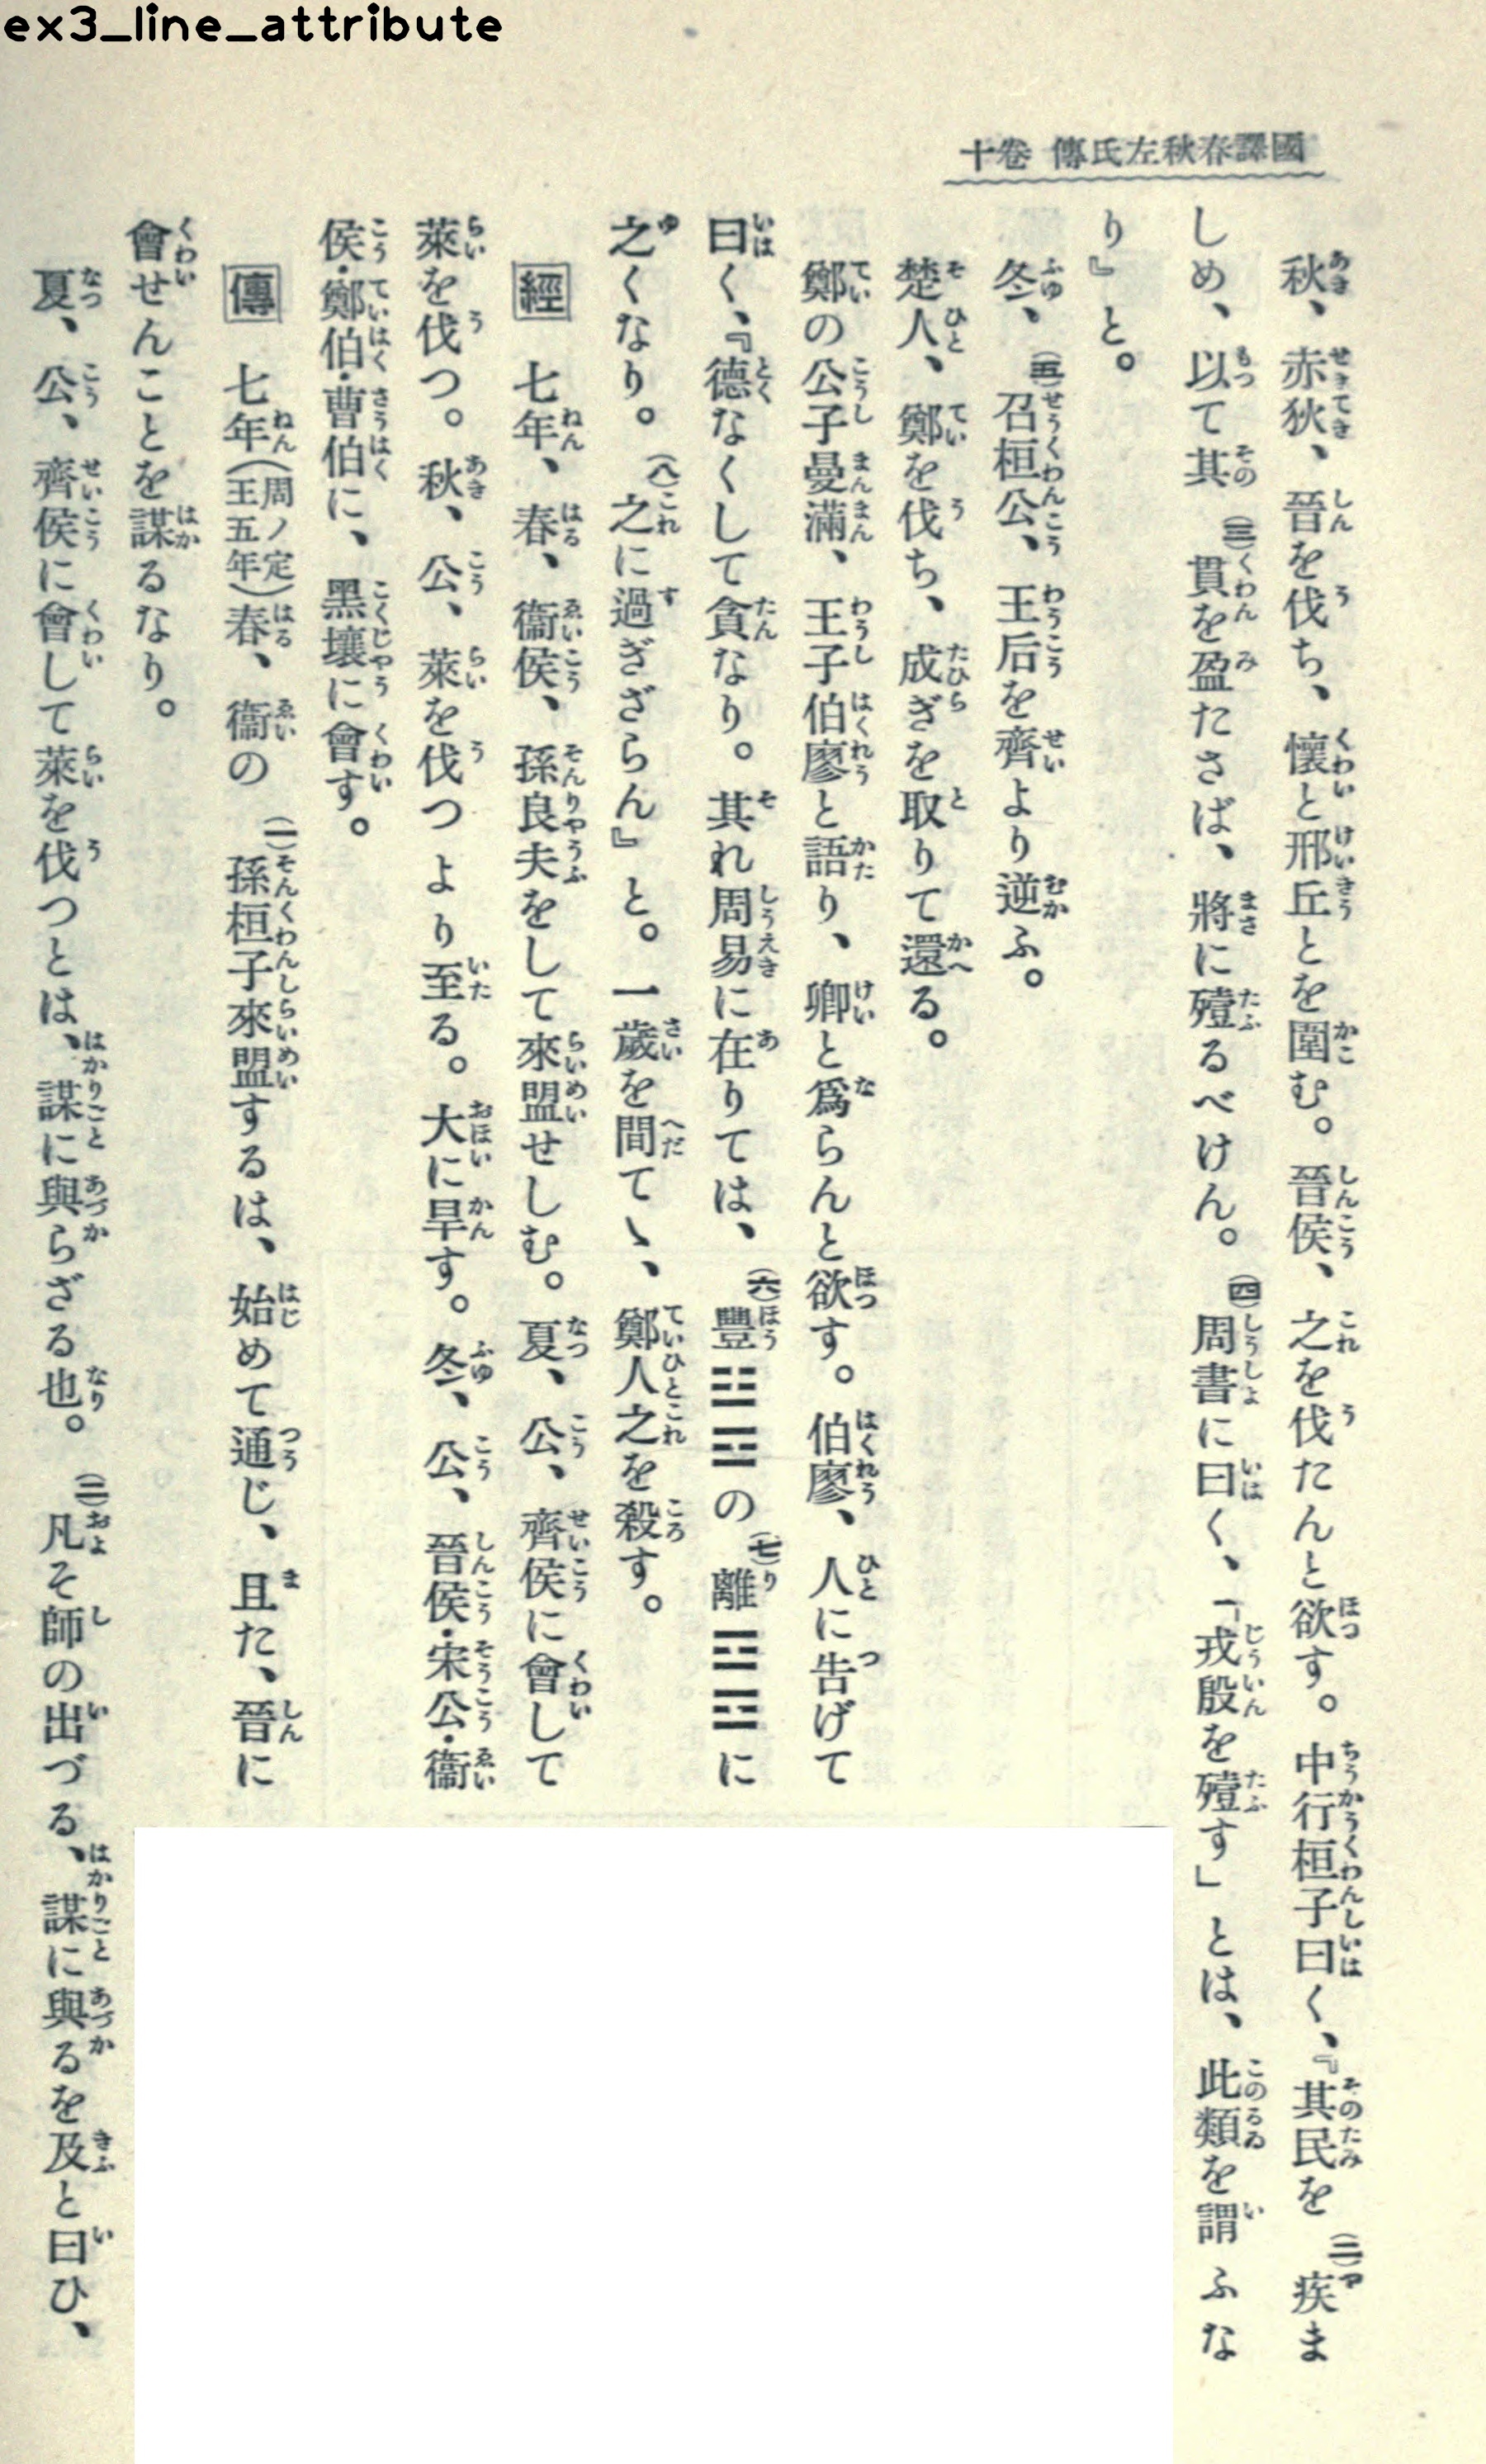 ex3_line_attribute
國譯春秋左氏傳 卷十
秋、赤狄、晉を伐ち、懷と邢丘とを圍む。晉侯、之を伐たんと欲す。中行桓子曰く、『其民を㈡疾ま
しめ、以て其㈢貫を盈たさば、將に殪るべけん。㈣周書に曰く、「戎殷を殪す」とは、此類を謂ふな
り』と。
冬、㈤召桓公、王后を齊より逆ふ。
楚人、鄭を伐ち、成ぎを取りて還る。
鄭の公子曼滿、王子伯廖と語り、卿と爲らんと欲す。伯廖、人に告げて
曰く、『德なくして貪なり。其れ周易に在りては、㈥豐☳☲の㈦離☲☲に
之くなり。㈧之に過ぎざらん』と。一歲を間てゝ、鄭人之を殺す。
經 七年、春、衞侯、孫良夫をして來盟せしむ。夏、公、齊侯に會して
萊を伐つ。秋、公、萊を伐つより至る。大に旱す。冬、公、晉侯・宋公・衞
侯・鄭伯・曹伯に、黑壤に會す。
傳 七年(周ノ定王五年)春、衞の㈠孫桓子來盟するは、始めて通じ、且た、晉に
會せんことを謀るなり。
夏、公、齊侯に會して萊を伐つとは、謀に與らざる也。㈡凡そ師の出づる、謀に與るを及と曰ひ、